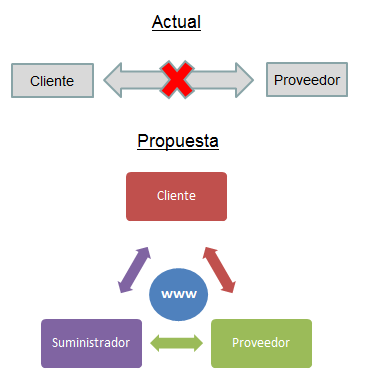 Actual
Cliente
Proveedor
Propuesta
Cliente
www
Suministrador
Proveedor